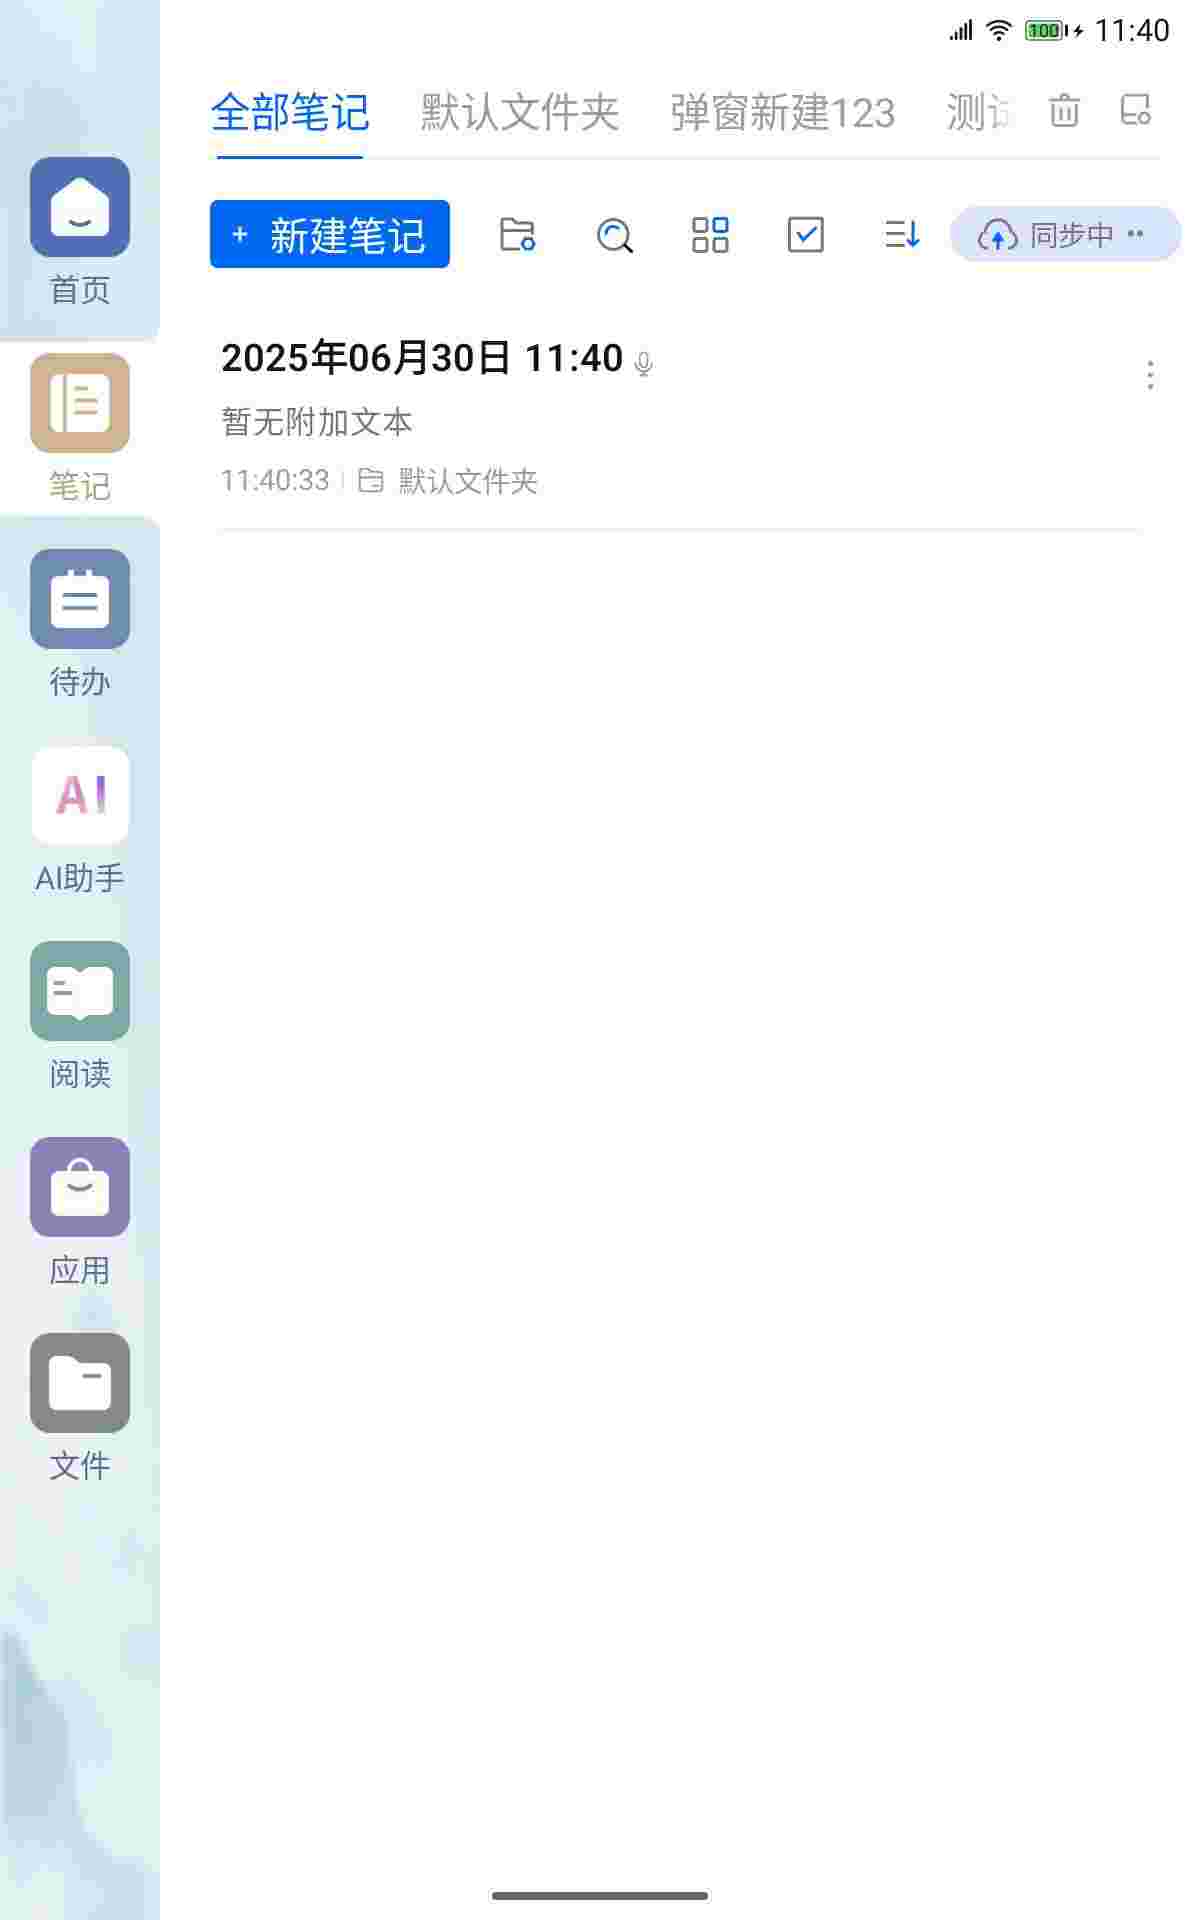 100 11:40
全部笔记 默认文件夹 弹窗新建123 测
+ 新建笔记 同步中
首页
2025年06月30日 11:40
暂无附加文本
11:40:33 默认文件夹
笔记
待办
AI
AI助手
阅读
应用
文件